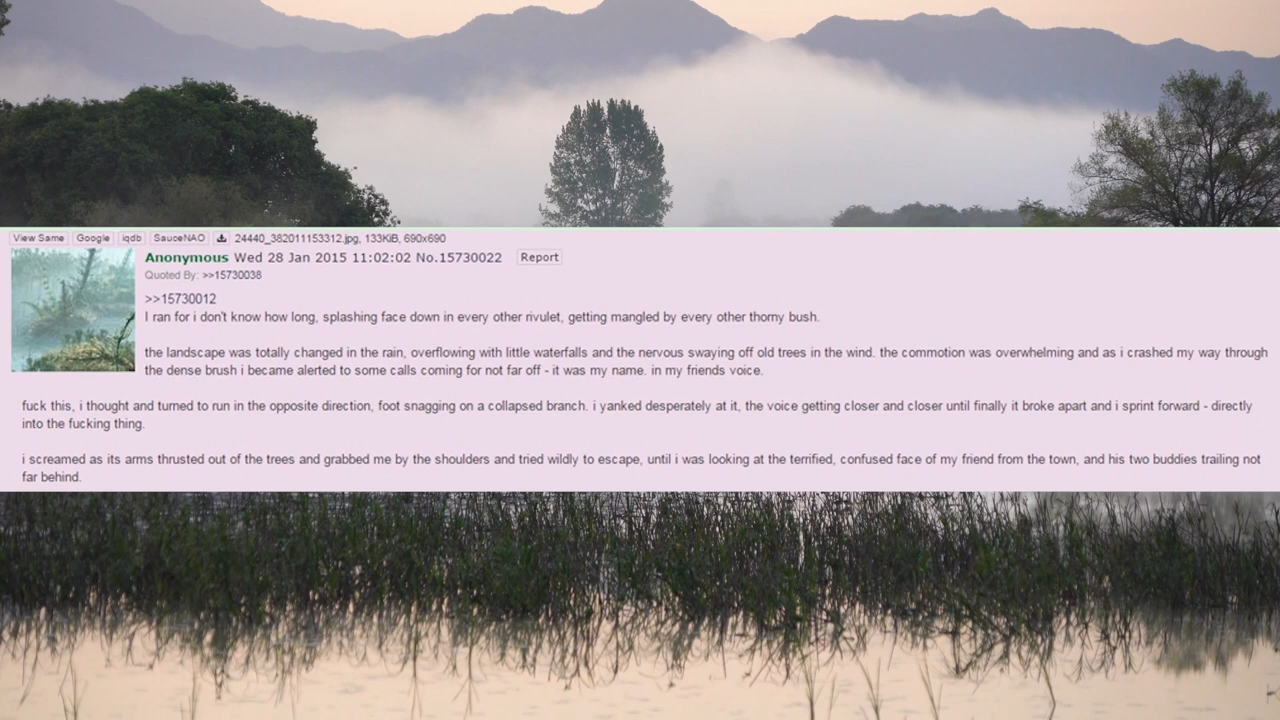 View Same Google iqdb SauceNAO 24440_382011153312.jpg, 133KiB, 690x690
Anonymous Wed 28 Jan 2015 11:02:02 No.15730022 Report
Quoted By: >>15730038
>>15730012
I ran for i don't know how long, splashing face down in every other rivulet, getting mangled by every other thorny bush.
the landscape was totally changed in the rain, overflowing with little waterfalls and the nervous swaying off old trees in the wind. the commotion was overwhelming and as i crashed my way through
the dense brush i became alerted to some calls coming for not far off - it was my name. in my friends voice.
fuck this, i thought and turned to run in the opposite direction, foot snagging on a collapsed branch. i yanked desperately at it, the voice getting closer and closer until finally it broke apart and i sprint forward - directly
into the fucking thing.
i screamed as its arms thrusted out of the trees and grabbed me by the shoulders and tried wildly to escape, until i was looking at the terrified, confused face of my friend from the town, and his two buddies trailing not
far behind.